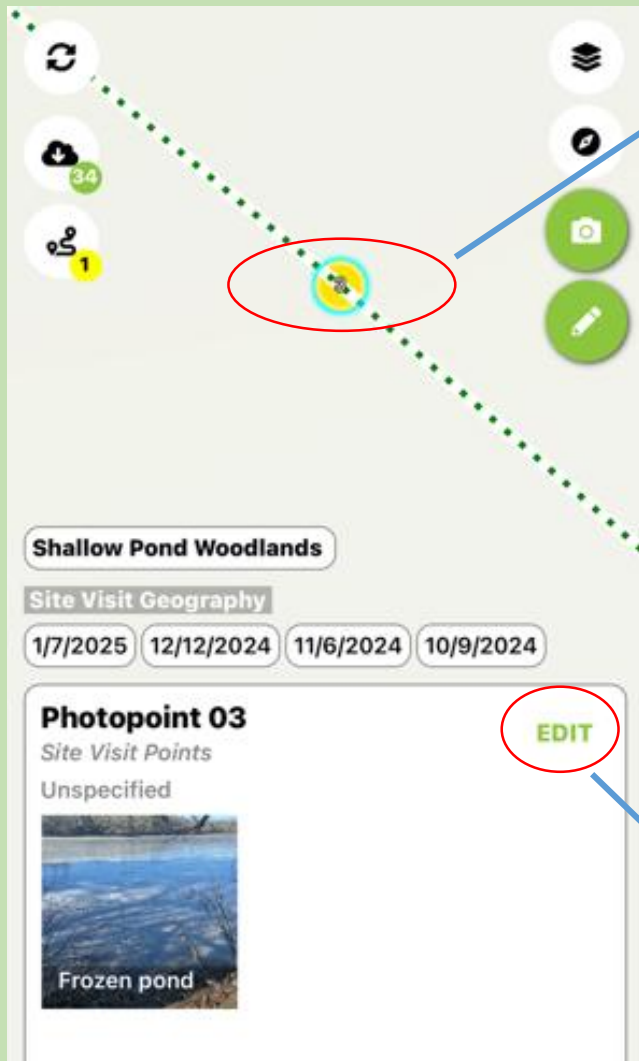 34
1
Shallow Pond Woodlands
Site Visit Geography
1/7/2025 12/12/2024 11/6/2024 10/9/2024
Photopoint 03
EDIT
Site Visit Points
Unspecified
Frozen pond